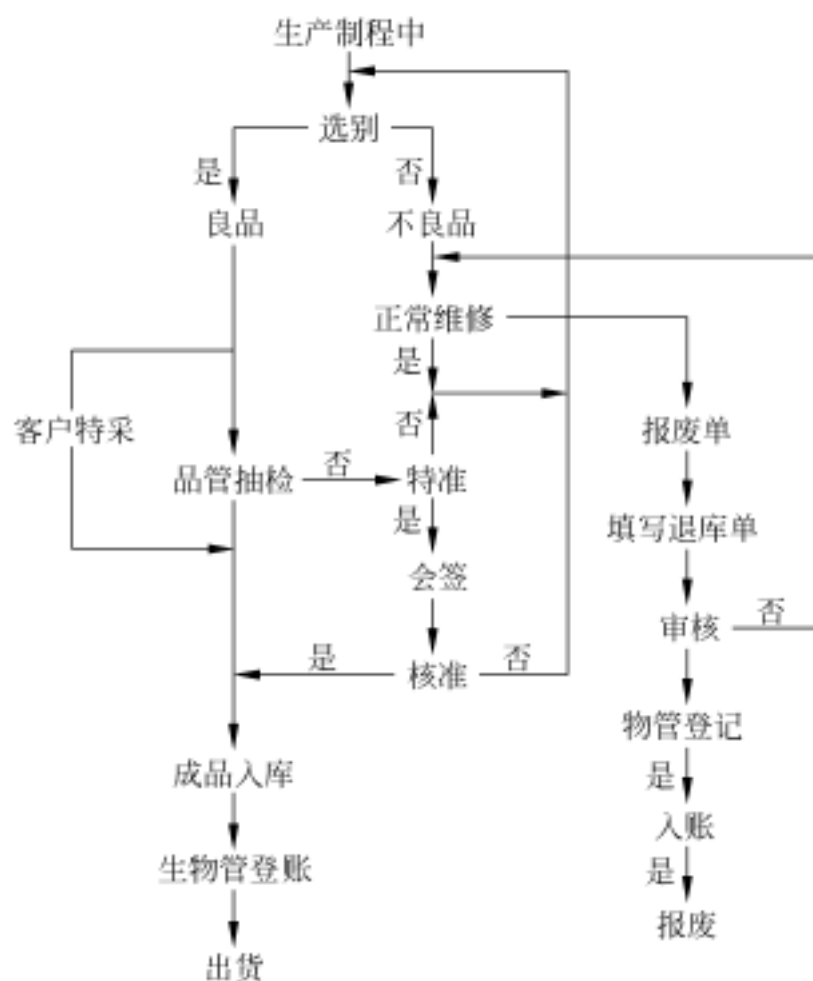 生产制程中
选别
是
否
良品
不良品
正常维修
是
客户特采
否
报废单
品管抽检
否
特准
是
填写退库单
会签
审核
否
是
核准
否
物管登记
成品入库
是
入账
生物管登账
是
报废
出货